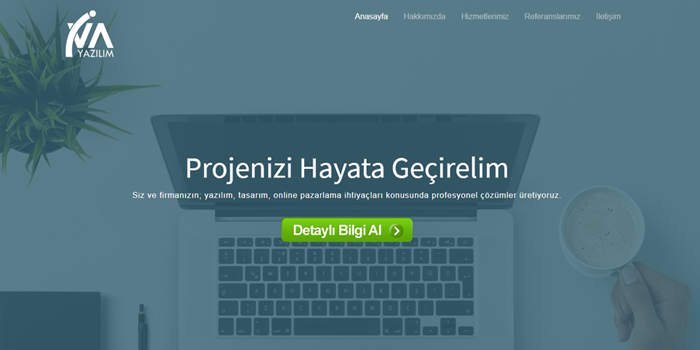 YAZILIM
Anasayfa Hakkımızda Hizmetlerimiz Referanslarımız İletişim
Projenizi Hayata Geçirelim
Siz ve firmanızın; yazılım, tasarım, online pazarlama ihtiyaçları konusunda profesyonel çözümler üretiyoruz.
Detaylı Bilgi Al